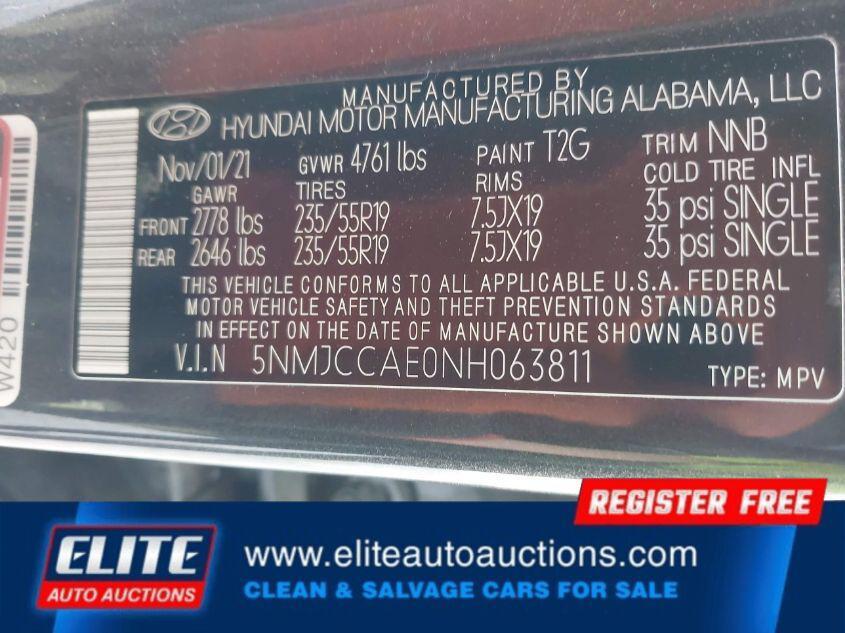 MANUFACTURED BY
HYUNDAI MOTOR MANUFACTURING ALABAMA, LLC
Nov/01/21 GVWR 4761 lbs PAINT T2G TRIM NNB
GAWR TIRES RIMS COLD TIRE INFL
FRONT 2778 lbs 235/55R19 7.5JX19 35 psi SINGLE
REAR 2646 lbs 235/55R19 7.5JX19 35 psi SINGLE
THIS VEHICLE CONFORMS TO ALL APPLICABLE U.S.A. FEDERAL
MOTOR VEHICLE SAFETY AND THEFT PREVENTION STANDARDS
IN EFFECT ON THE DATE OF MANUFACTURE SHOWN ABOVE
V.I.N 5NMJCCAE0NH063811 TYPE: MPV
W420
REGISTER FREE
ELITE
AUTO AUCTIONS
www.eliteautoauctions.com
CLEAN & SALVAGE CARS FOR SALE